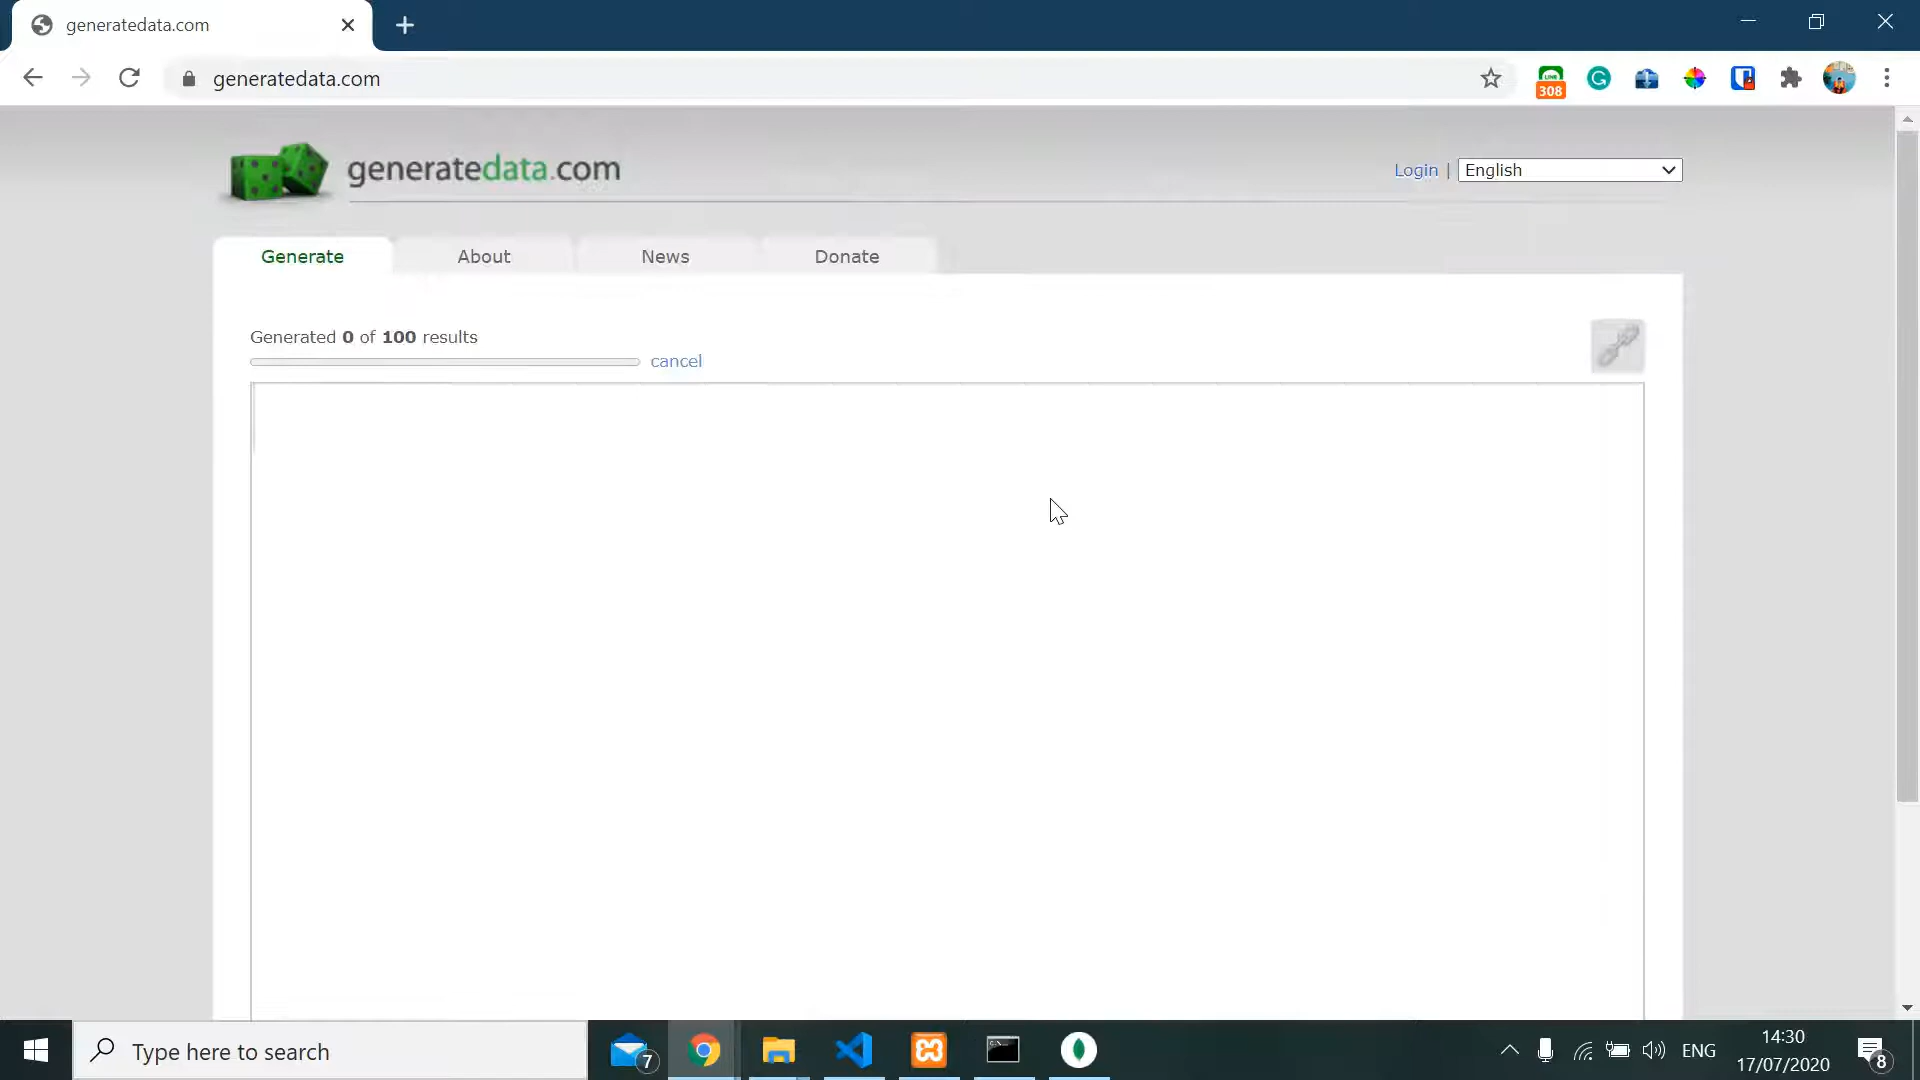 generatedata.com
generatedata.com
LINE
308
generatedata.com
Login | English
Generate About News Donate
Generated 0 of 100 results
cancel
Type here to search
7
ENG
14:30
17/07/2020
8